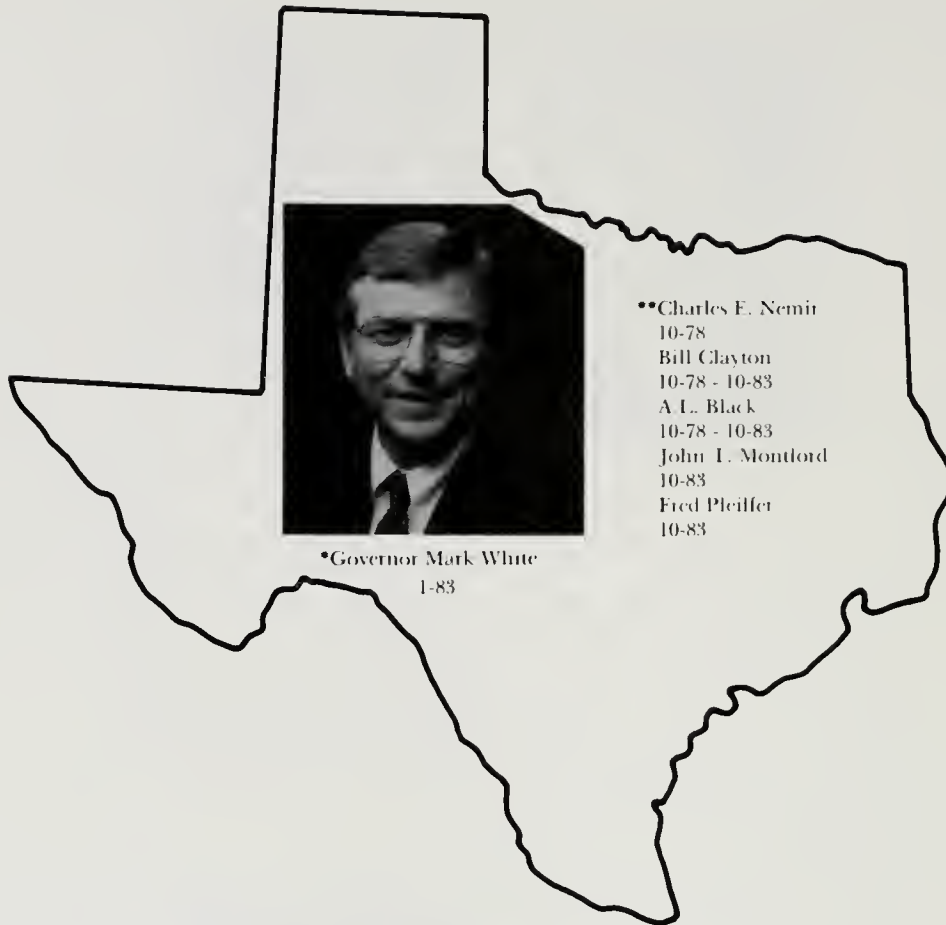 *Governor Mark White
1-83
**Charles E. Nemir
10-78
Bill Clayton
10-78 - 10-83
A.L. Black
10-78 - 10-83
John T. Montford
10-83
Fred Pfeiffer
10-83